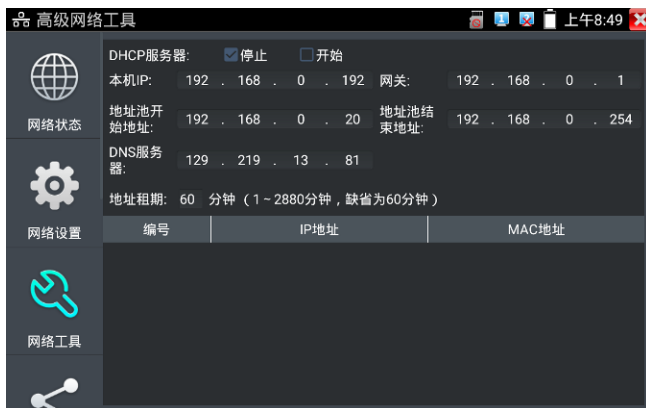 高级网络工具 上午8:49
DHCP服务器: 停止 开始
本机IP: 192 . 168 . 0 . 192 网关: 192 . 168 . 0 . 1
地址池开始地址: 192 . 168 . 0 . 20 地址池结束地址: 192 . 168 . 0 . 254
DNS服务器: 129 . 219 . 13 . 81
地址租期: 60 分钟（1~2880分钟，缺省为60分钟）
编号 IP地址 MAC地址
网络状态
网络设置
网络工具